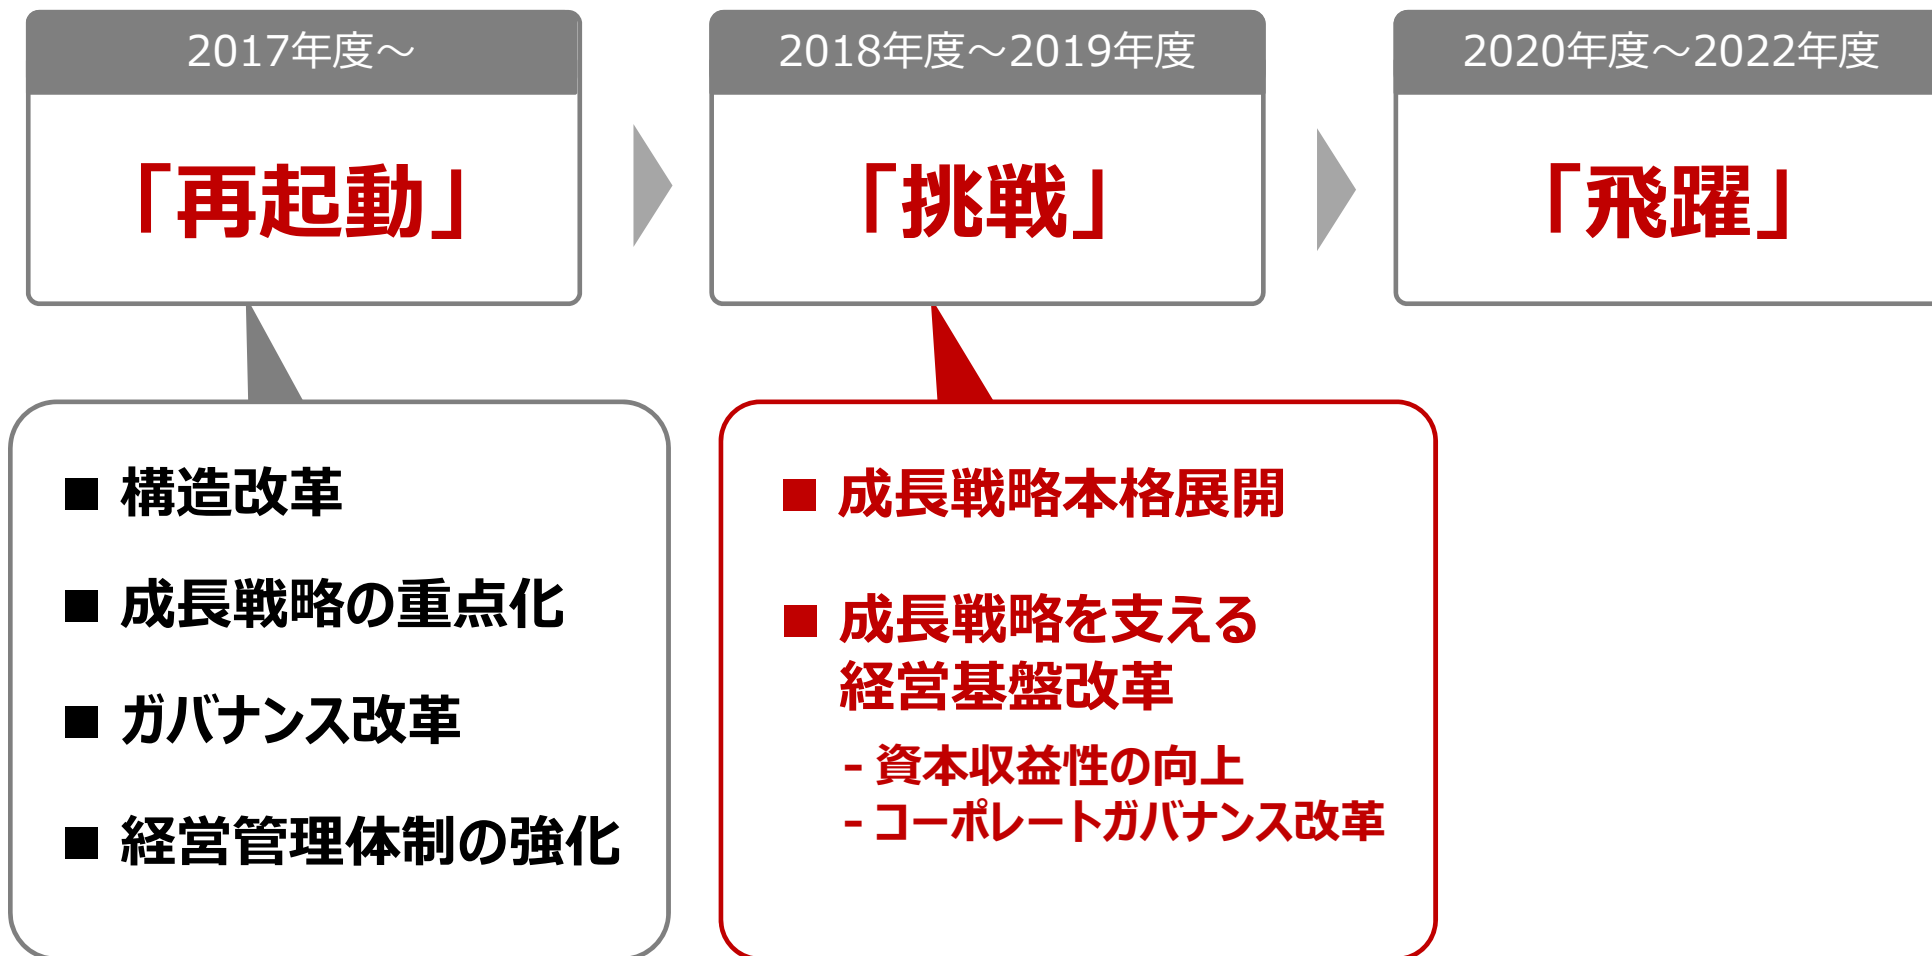 2017年度～
「再起動」
2018年度～2019年度
「挑戦」
2020年度～2022年度
「飛躍」
■ 構造改革
■ 成長戦略の重点化
■ ガバナンス改革
■ 経営管理体制の強化
■ 成長戦略本格展開
■ 成長戦略を支える
経営基盤改革
- 資本収益性の向上
- コーポレートガバナンス改革